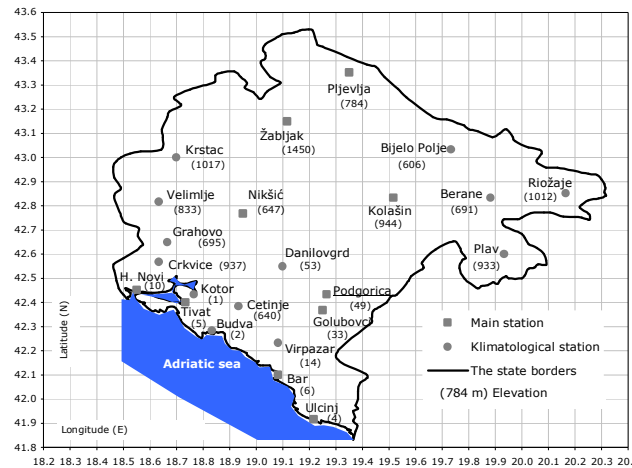 43.6
43.5
43.4
43.3
43.2
43.1
43.0
42.9
42.8
42.7
42.6
42.5
42.4
42.3
42.2
42.1
42.0
41.9
41.8
Latitude (N)
Pljevlja
(784)
Žabljak
(1450)
Krstac
(1017)
Bijelo Polje
(606)
Velimlje
(833)
Nikšić
(647)
Kolašin
(944)
Berane
(691)
Riožaje
(1012)
Grahovo
(695)
Crkvice (937)
Danilovgrd
(53)
Plav
(933)
H. Novi
(10)
Kotor
(1)
Tivat
(5)
Budva
(2)
Cetinje
(640)
Podgorica
(49)
Golubovci
(33)
Virpazar
(14)
Bar
(6)
Ulcinj
(4)
Adriatic sea
Main station
Klimatological station
The state borders
(784 m) Elevation
Longitude (E)
18.2 18.3 18.4 18.5 18.6 18.7 18.8 18.9 19.0 19.1 19.2 19.3 19.4 19.5 19.6 19.7 19.8 19.9 20.0 20.1 20.2 20.3 20.